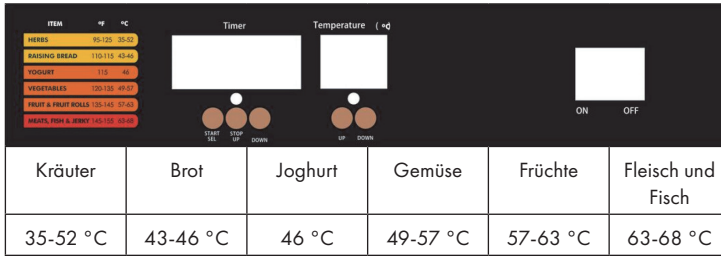 ITEM °F °C
HERBS 95-125 35-52
RAISING BREAD 110-115 43-46
YOGURT 115 46
VEGETABLES 120-135 49-57
FRUIT & FRUIT ROLLS 135-145 57-63
MEATS, FISH & JERKY 145-155 63-68
Timer
START SEL
STOP UP
DOWN
Temperature (°C)
UP DOWN
ON OFF
Kräuter Brot Joghurt Gemüse Früchte Fleisch und
Fisch
35-52 °C 43-46 °C 46 °C 49-57 °C 57-63 °C 63-68 °C